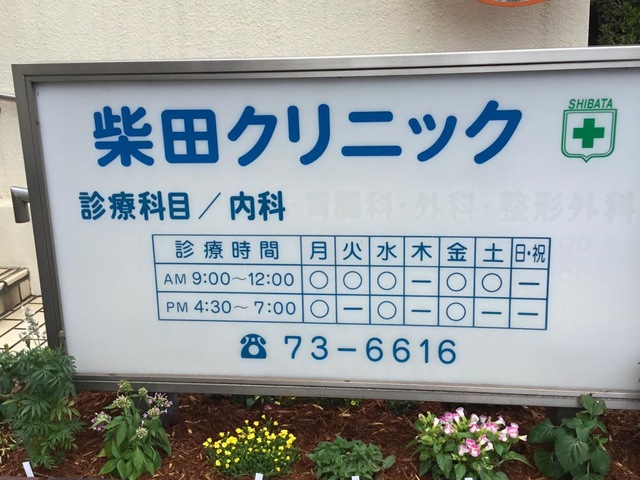 柴田クリニック
SHIBATA
診療科目／内科 胃腸科・外科・整形外科
診療時間 月 火 水 木 金 土 日・祝
AM 9:00～12:00 ○ ○ ○ ー ○ ○ ー
PM 4:30～ 7:00 ○ ー ○ ー ○ ー ー
☎ 73-6616